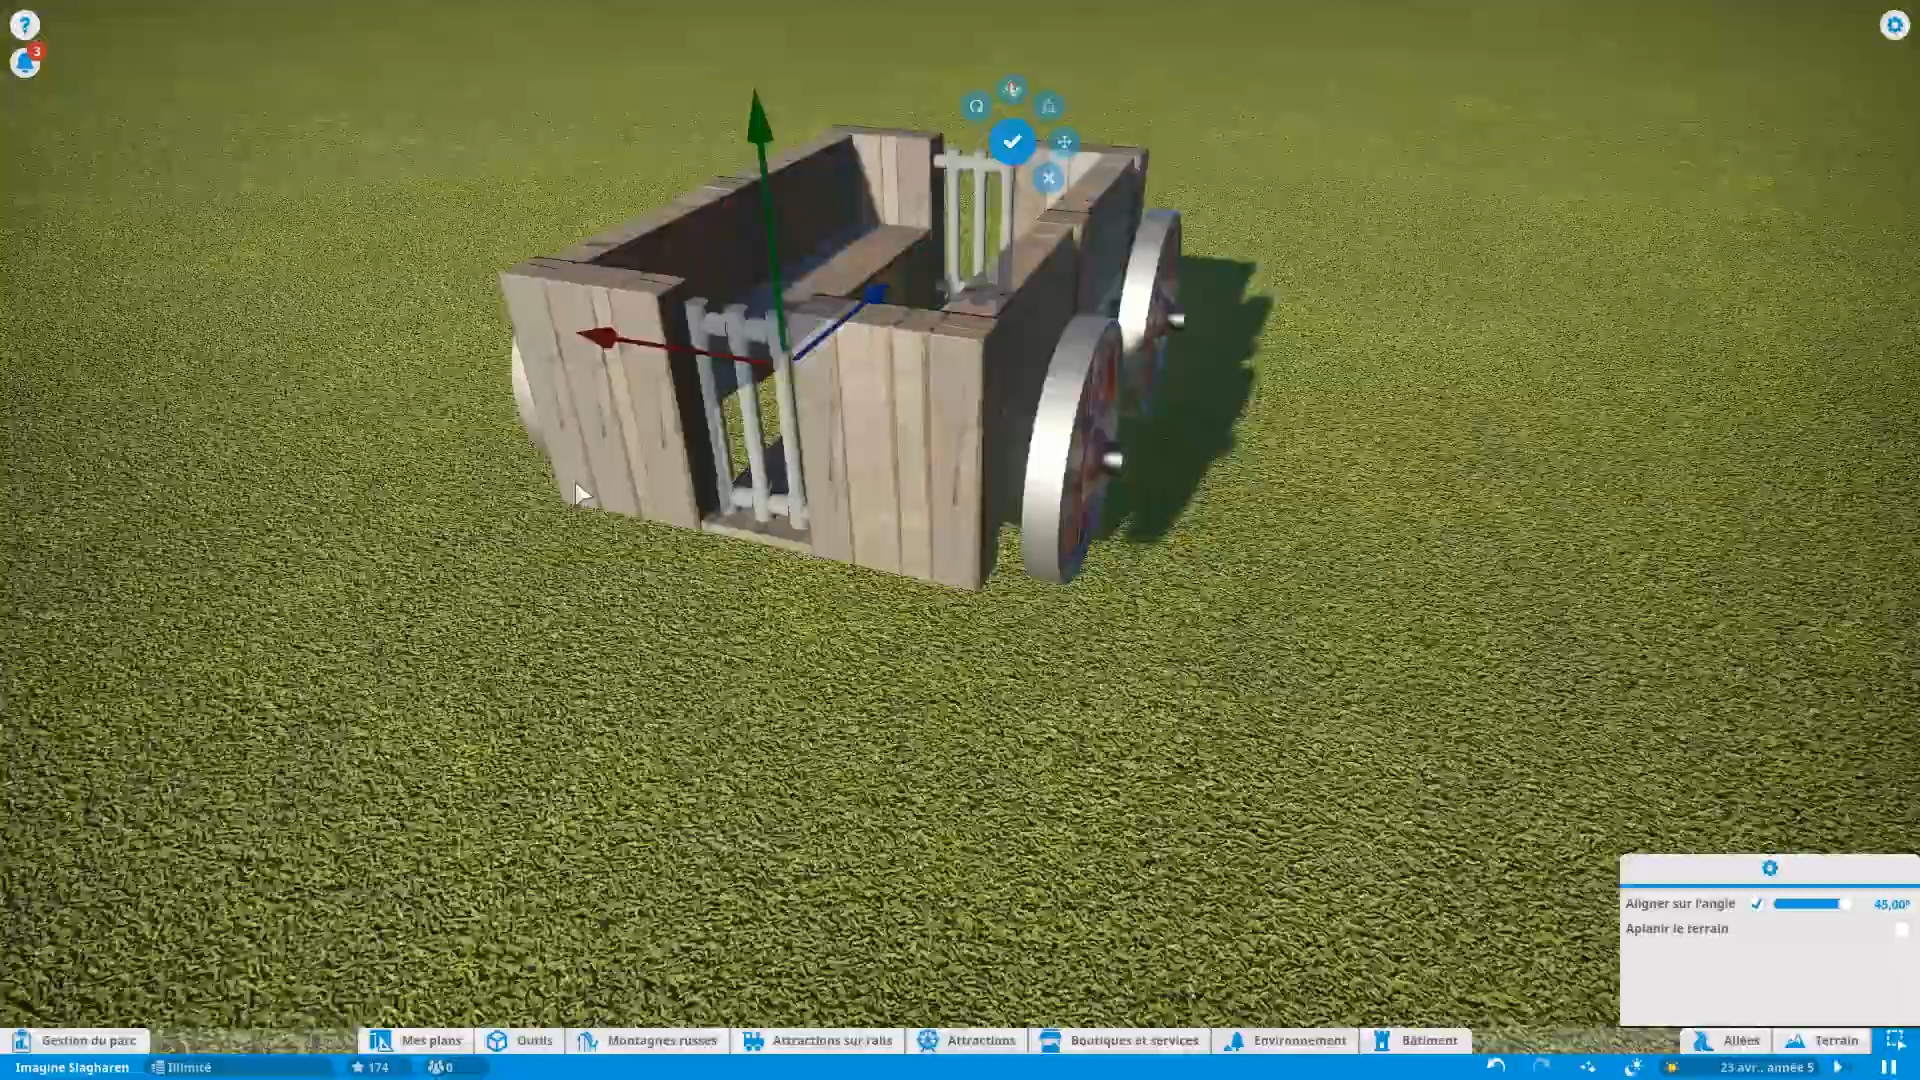 ?
3
Aligner sur l'angle 45,00°
Aplanir le terrain
Gestion du parc Mes plans Outils Montagnes russes Attractions sur rails Attractions Boutiques et services Environnement Bâtiment Allées Terrain
Imagine Slagharen Illimité 174 0 23 avr., année 5